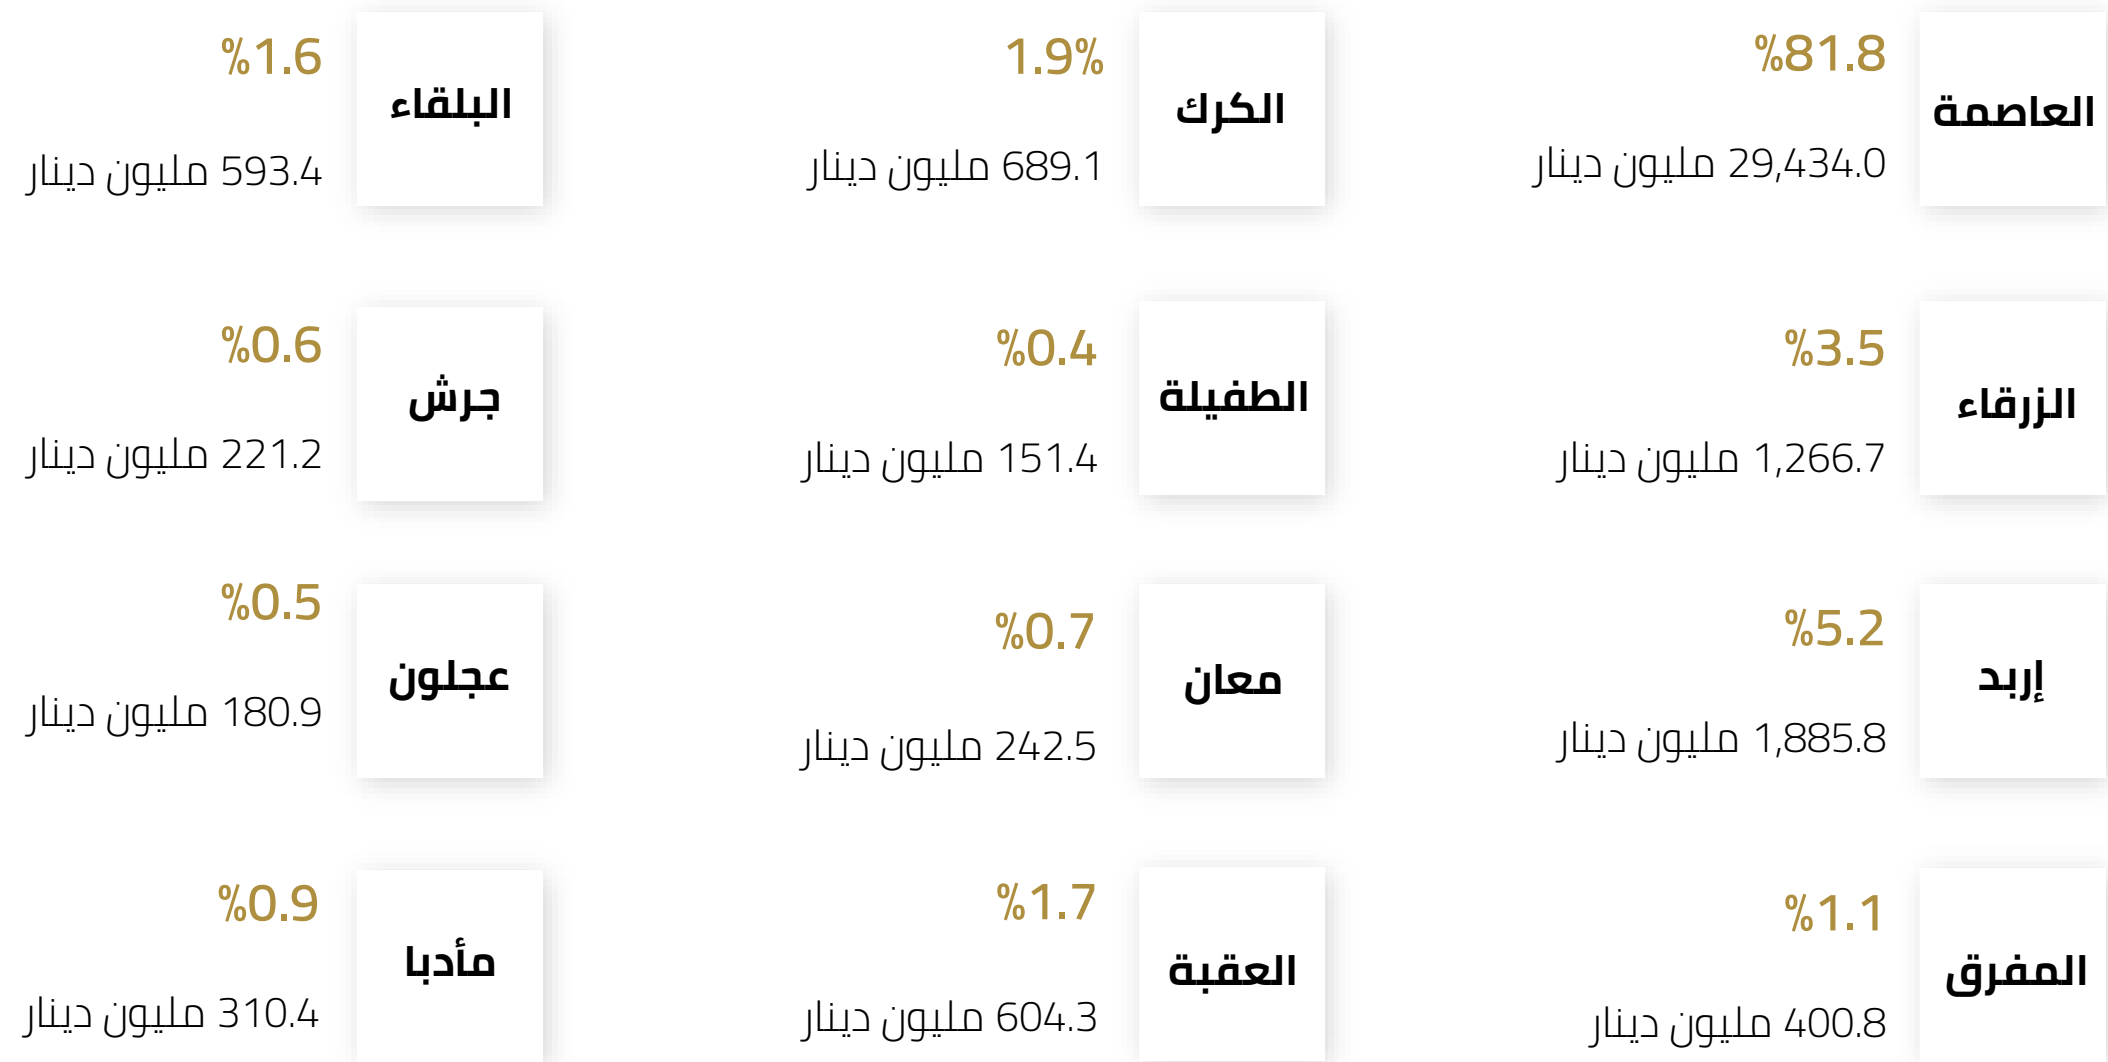 العاصمة
%81.8
29,434.0 مليون دينار
الكرك
1.9%
689.1 مليون دينار
البلقاء
%1.6
593.4 مليون دينار
الزرقاء
%3.5
1,266.7 مليون دينار
الطفيلة
%0.4
151.4 مليون دينار
جرش
%0.6
221.2 مليون دينار
إربد
%5.2
1,885.8 مليون دينار
معان
%0.7
242.5 مليون دينار
عجلون
%0.5
180.9 مليون دينار
المفرق
%1.1
400.8 مليون دينار
العقبة
%1.7
604.3 مليون دينار
مأدبا
%0.9
310.4 مليون دينار